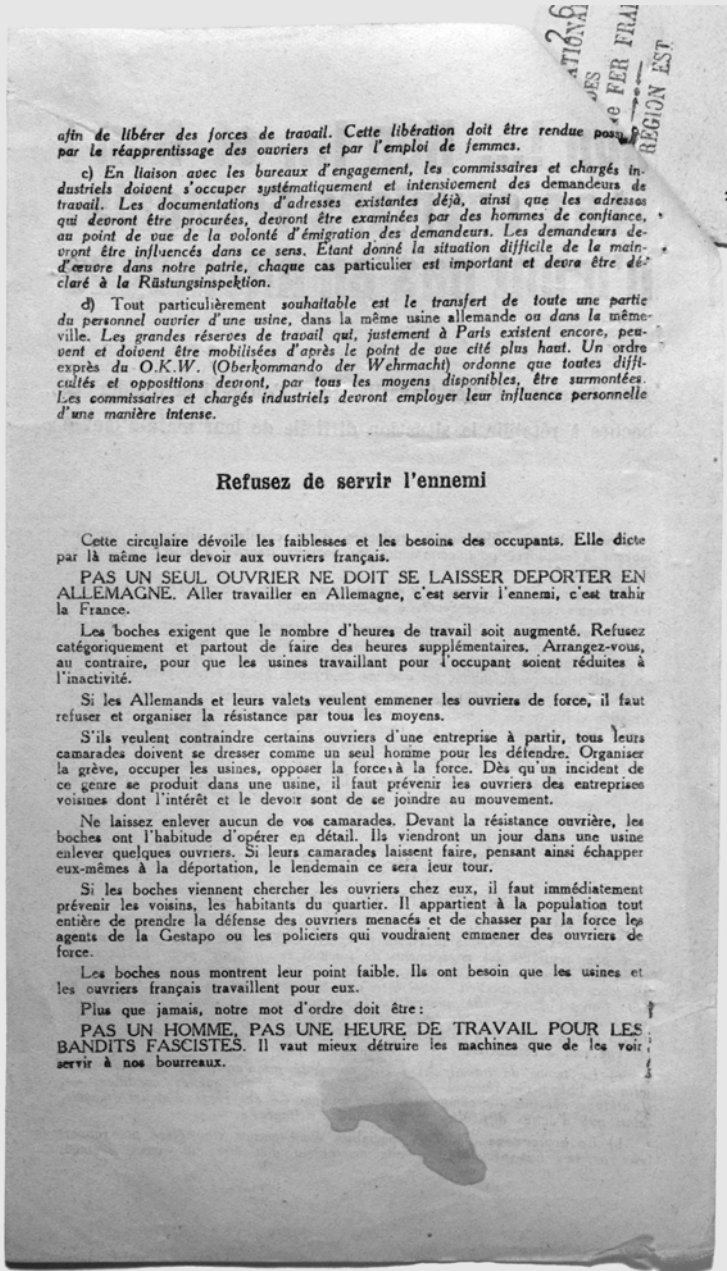 26
ATIONAL
DES
e FER FRAN
REGION EST
afin de libérer des forces de travail. Cette libération doit être rendue
par le réapprentissage des ouvriers et par l'emploi de femmes.
c) En liaison avec les bureaux d'engagement, les commissaires et chargés in-
dustriels doivent s'occuper systématiquement et intensivement des demandeurs de
travail. Les documentations d'adresses existantes déjà, ainsi que les adresses
qui devront être procurées, devront être examinées par des hommes de confiance,
au point de vue de la volonté d'émigration des demandeurs. Les demandeurs de-
vront être influencés dans ce sens. Etant donné la situation difficile de la main-
d'œuvre dans notre patrie, chaque cas particulier est important et devra être dé-
claré à la Rüstungsinspektion.
d) Tout particulièrement souhaitable est le transfert de toute une partie
du personnel ouvrier d'une usine, dans la même usine allemande ou dans la même
ville. Les grandes réserves de travail qui, justement à Paris existent encore, peu-
vent et doivent être mobilisées d'après le point de vue cité plus haut. Un ordre
exprès du O.K.W. (Oberkommando der Wehrmacht) ordonne que toutes diffi-
cultés et oppositions devront, par tous les moyens disponibles, être surmontées.
Les commissaires et chargés industriels devront employer leur influence personnelle
d'une manière intense.
Refusez de servir l'ennemi
Cette circulaire dévoile les faiblesses et les besoins des occupants. Elle dicte
par là même leur devoir aux ouvriers français.
PAS UN SEUL OUVRIER NE DOIT SE LAISSER DEPORTER EN
ALLEMAGNE. Aller travailler en Allemagne, c'est servir l'ennemi, c'est trahir
la France.
Les boches exigent que le nombre d'heures de travail soit augmenté. Refusez
catégoriquement et partout de faire des heures supplémentaires. Arrangez-vous,
au contraire, pour que les usines travaillant pour l'occupant soient réduites à
l'inactivité.
Si les Allemands et leurs valets veulent emmener les ouvriers de force, il faut
refuser et organiser la résistance par tous les moyens.
S'ils veulent contraindre certains ouvriers d'une entreprise à partir, tous leurs
camarades doivent se dresser comme un seul homme pour les défendre. Organiser
la grève, occuper les usines, opposer la force à la force. Dès qu'un incident de
ce genre se produit dans une usine, il faut prévenir les ouvriers des entreprises
voisines dont l'intérêt et le devoir sont de se joindre au mouvement.
Ne laissez enlever aucun de vos camarades. Devant la résistance ouvrière, les
boches ont l'habitude d'opérer en détail. Ils viendront un jour dans une usine
enlever quelques ouvriers. Si leurs camarades laissent faire, pensant ainsi échapper
eux-mêmes à la déportation, le lendemain ce sera leur tour.
Si les boches viennent chercher les ouvriers chez eux, il faut immédiatement
prévenir les voisins, les habitants du quartier. Il appartient à la population tout
entière de prendre la défense des ouvriers menacés et de chasser par la force les
agents de la Gestapo ou les policiers qui voudraient emmener des ouvriers de
force.
Les boches nous montrent leur point faible. Ils ont besoin que les usines et
les ouvriers français travaillent pour eux.
Plus que jamais, notre mot d'ordre doit être :
PAS UN HOMME, PAS UNE HEURE DE TRAVAIL POUR LES
BANDITS FASCISTES. Il vaut mieux détruire les machines que de les voir
servir à nos bourreaux.